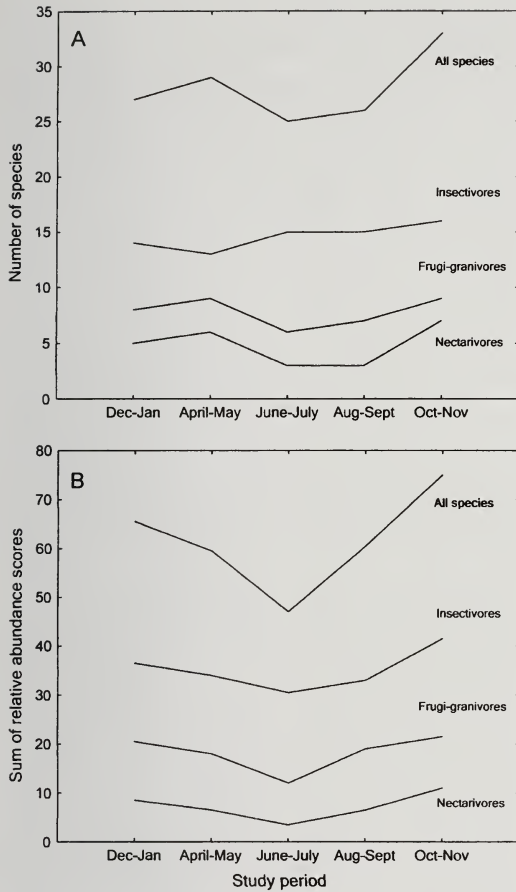 A
35
30
25
20
15
10
5
0
Number of species
All species
Insectivores
Frugi-granivores
Nectarivores
Dec-Jan April-May June-July Aug-Sept Oct-Nov
B
80
70
60
50
40
30
20
10
0
Sum of relative abundance scores
All species
Insectivores
Frugi-granivores
Nectarivores
Dec-Jan April-May June-July Aug-Sept Oct-Nov
Study period